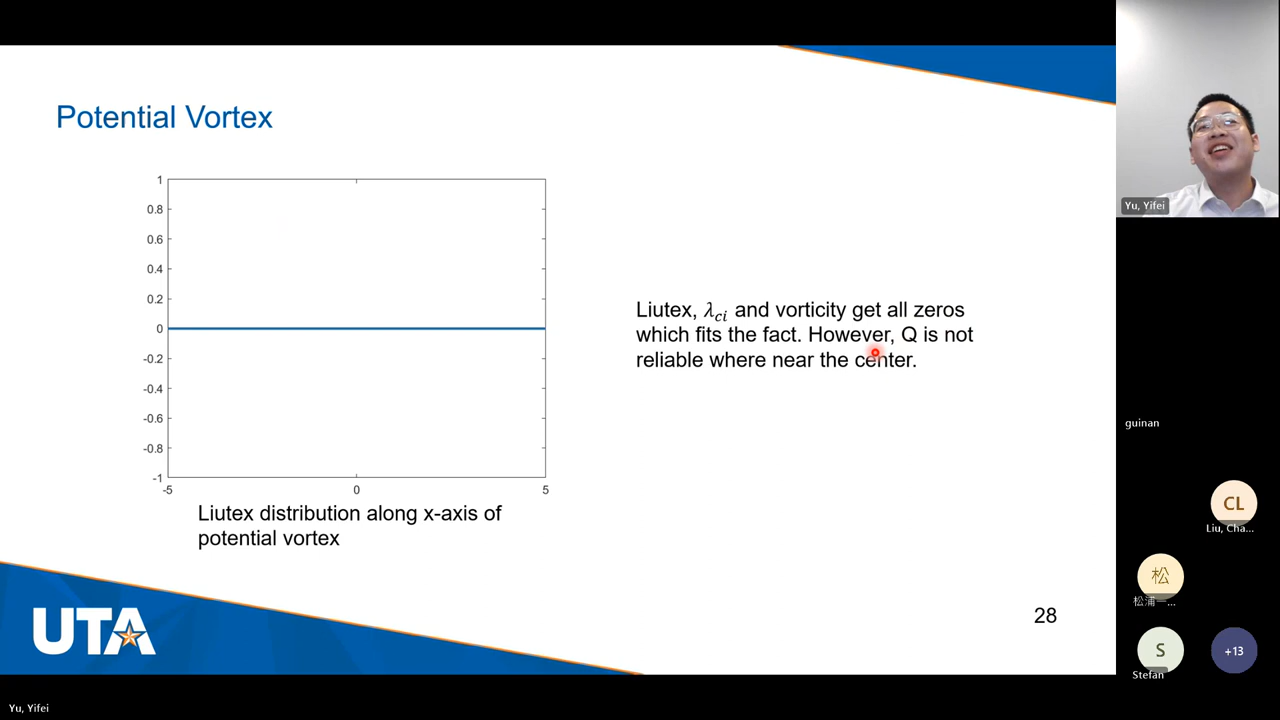 Potential Vortex
1
0.8
0.6
0.4
0.2
0
-0.2
-0.4
-0.6
-0.8
-1
-5
0
5
Liutex distribution along x-axis of
potential vortex
Liutex, λci and vorticity get all zeros
which fits the fact. However, Q is not
reliable where near the center.
UTA
28
Yu, Yifei
guinan
CL
Liu, Cha...
松
松浦一...
S
Stefan
+13
Yu, Yifei